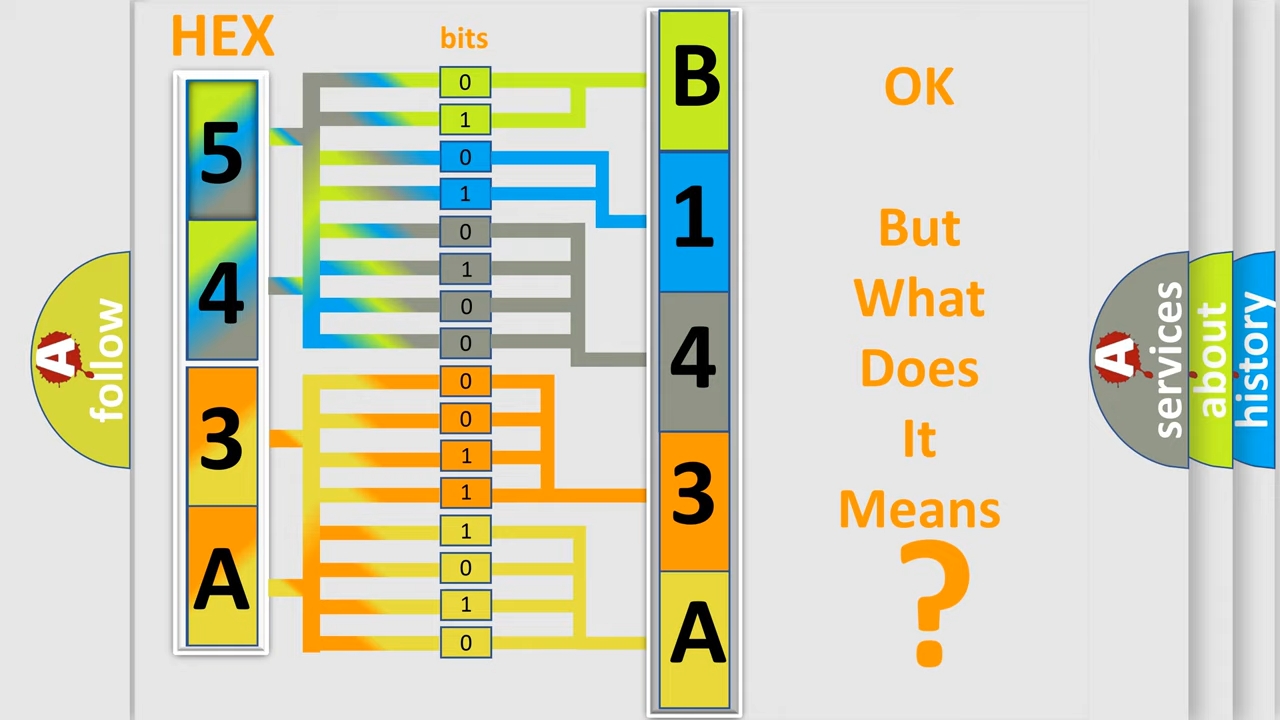 HEX
bits
5
4
3
A
0
1
0
1
0
1
0
0
0
0
1
1
1
0
1
0
B
1
4
3
A
OK
But
What
Does
It
Means
?
A
follow
A
services
about
history